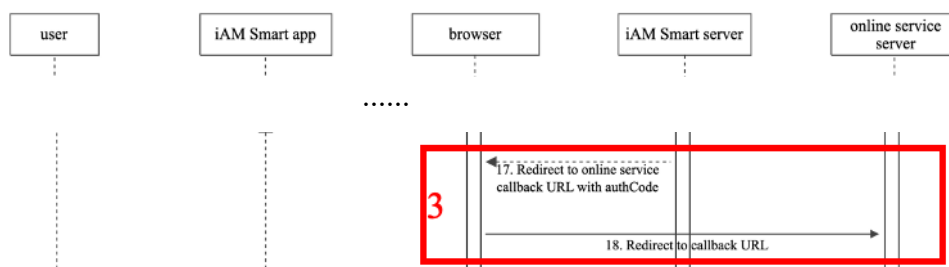 user
iAM Smart app
browser
iAM Smart server
online service
server
......
17. Redirect to online service
callback URL with authCode
3
18. Redirect to callback URL